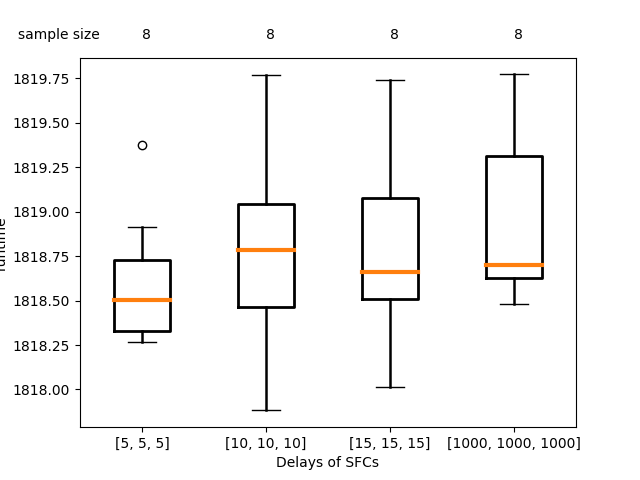 sample size 8 8 8 8
1819.75
1819.50
1819.25
1819.00
1818.75
1818.50
1818.25
1818.00
runtime
[5, 5, 5] [10, 10, 10] [15, 15, 15] [1000, 1000, 1000]
Delays of SFCs